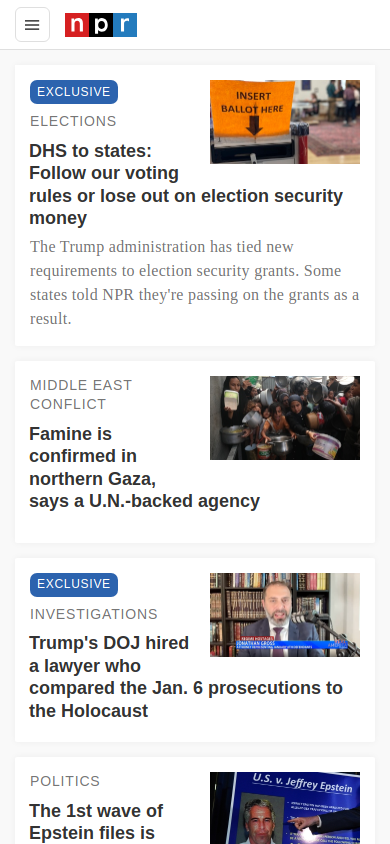 npr
EXCLUSIVE
ELECTIONS
DHS to states:
Follow our voting
rules or lose out on election security
money
The Trump administration has tied new
requirements to election security grants. Some
states told NPR they're passing on the grants as a
result.
INSERT
BALLOT HERE
MIDDLE EAST
CONFLICT
Famine is
confirmed in
northern Gaza,
says a U.N.-backed agency
EXCLUSIVE
INVESTIGATIONS
Trump's DOJ hired
a lawyer who
compared the Jan. 6 prosecutions to
the Holocaust
JONATHAN GROSS
POLITICS
The 1st wave of
Epstein files is
U.S. v. Jeffrey Epstein